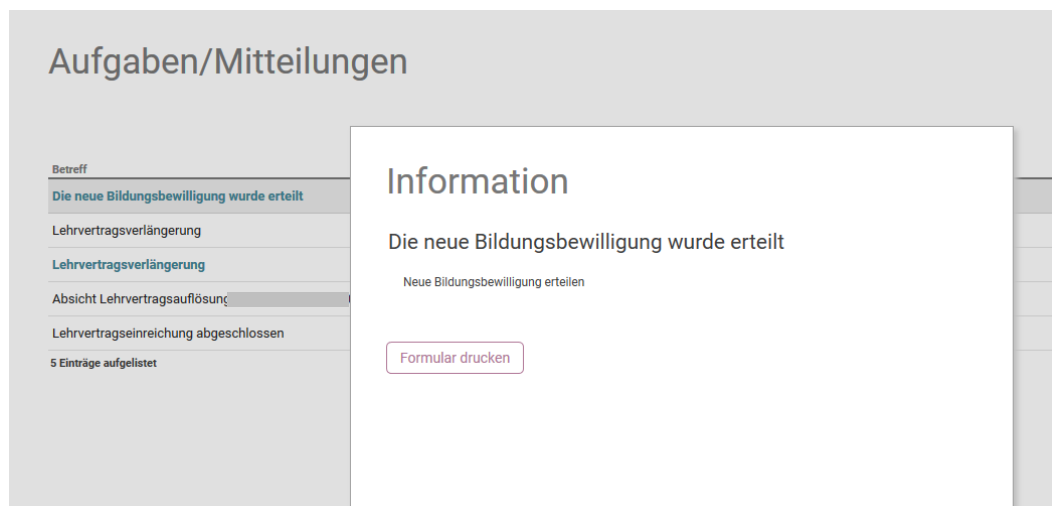 Aufgaben/Mitteilungen
Betreff
Die neue Bildungsbewilligung wurde erteilt
Lehrvertragsverlängerung
Lehrvertragsverlängerung
Absicht Lehrvertragsauflösung
Lehrvertragseinreichung abgeschlossen
5 Einträge aufgelistet
Information
Die neue Bildungsbewilligung wurde erteilt
Neue Bildungsbewilligung erteilen
Formular drucken